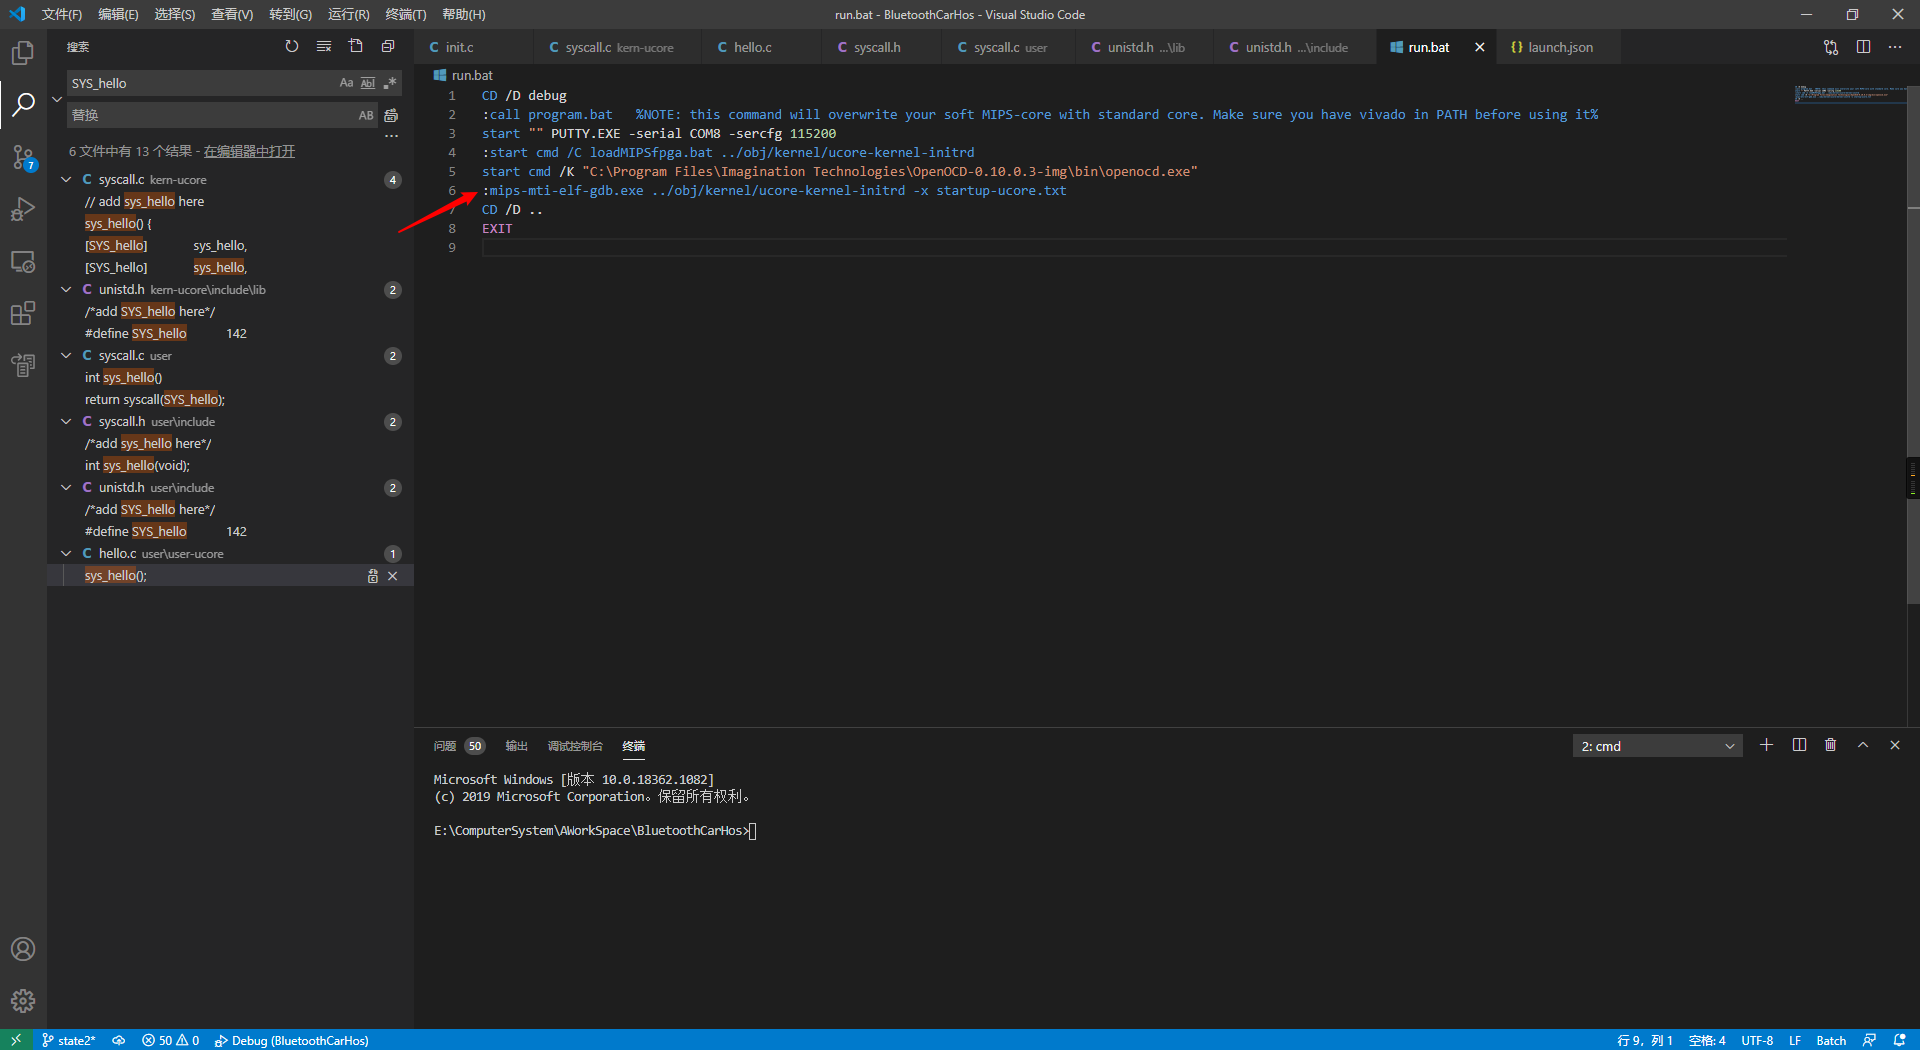 文件(F) 编辑(E) 选择(S) 查看(V) 转到(G) 运行(R) 终端(T) 帮助(H) run.bat - BluetoothCarHos - Visual Studio Code
搜索
SYS_hello Aa Abl .*
替换 AB
6 文件中有 13 个结果 - 在编辑器中打开
C syscall.c kern-ucore 4
// add sys_hello here
sys_hello() {
[SYS_hello] sys_hello,
[SYS_hello] sys_hello,
C unistd.h kern-ucore\include\lib 2
/*add SYS_hello here*/
#define SYS_hello 142
C syscall.c user 2
int sys_hello()
return syscall(SYS_hello);
C syscall.h user\include 2
/*add sys_hello here*/
int sys_hello(void);
C unistd.h user\include 2
/*add SYS_hello here*/
#define SYS_hello 142
C hello.c user\user-ucore 1
sys_hello();
7
C init.c C syscall.c kern-ucore C hello.c C syscall.h C syscall.c user C unistd.h ...\lib C unistd.h ...\include run.bat {} launch.json
run.bat
1 CD /D debug
2 :call program.bat %NOTE: this command will overwrite your soft MIPS-core with standard core. Make sure you have vivado in PATH before using it%
3 start "" PUTTY.EXE -serial COM8 -sercfg 115200
4 :start cmd /C loadMIPSfpga.bat ../obj/kernel/ucore-kernel-initrd
5 start cmd /K "C:\Program Files\Imagination Technologies\OpenOCD-0.10.0.3-img\bin\openocd.exe"
6 :mips-mti-elf-gdb.exe ../obj/kernel/ucore-kernel-initrd -x startup-ucore.txt
7 CD /D ..
8 EXIT
9
问题 50 输出 调试控制台 终端 2: cmd
Microsoft Windows [版本 10.0.18362.1082]
(c) 2019 Microsoft Corporation。保留所有权利。
E:\ComputerSystem\AWorkSpace\BluetoothCarHos>
state2* 50 0 Debug (BluetoothCarHos) 行 9，列 1 空格: 4 UTF-8 LF Batch